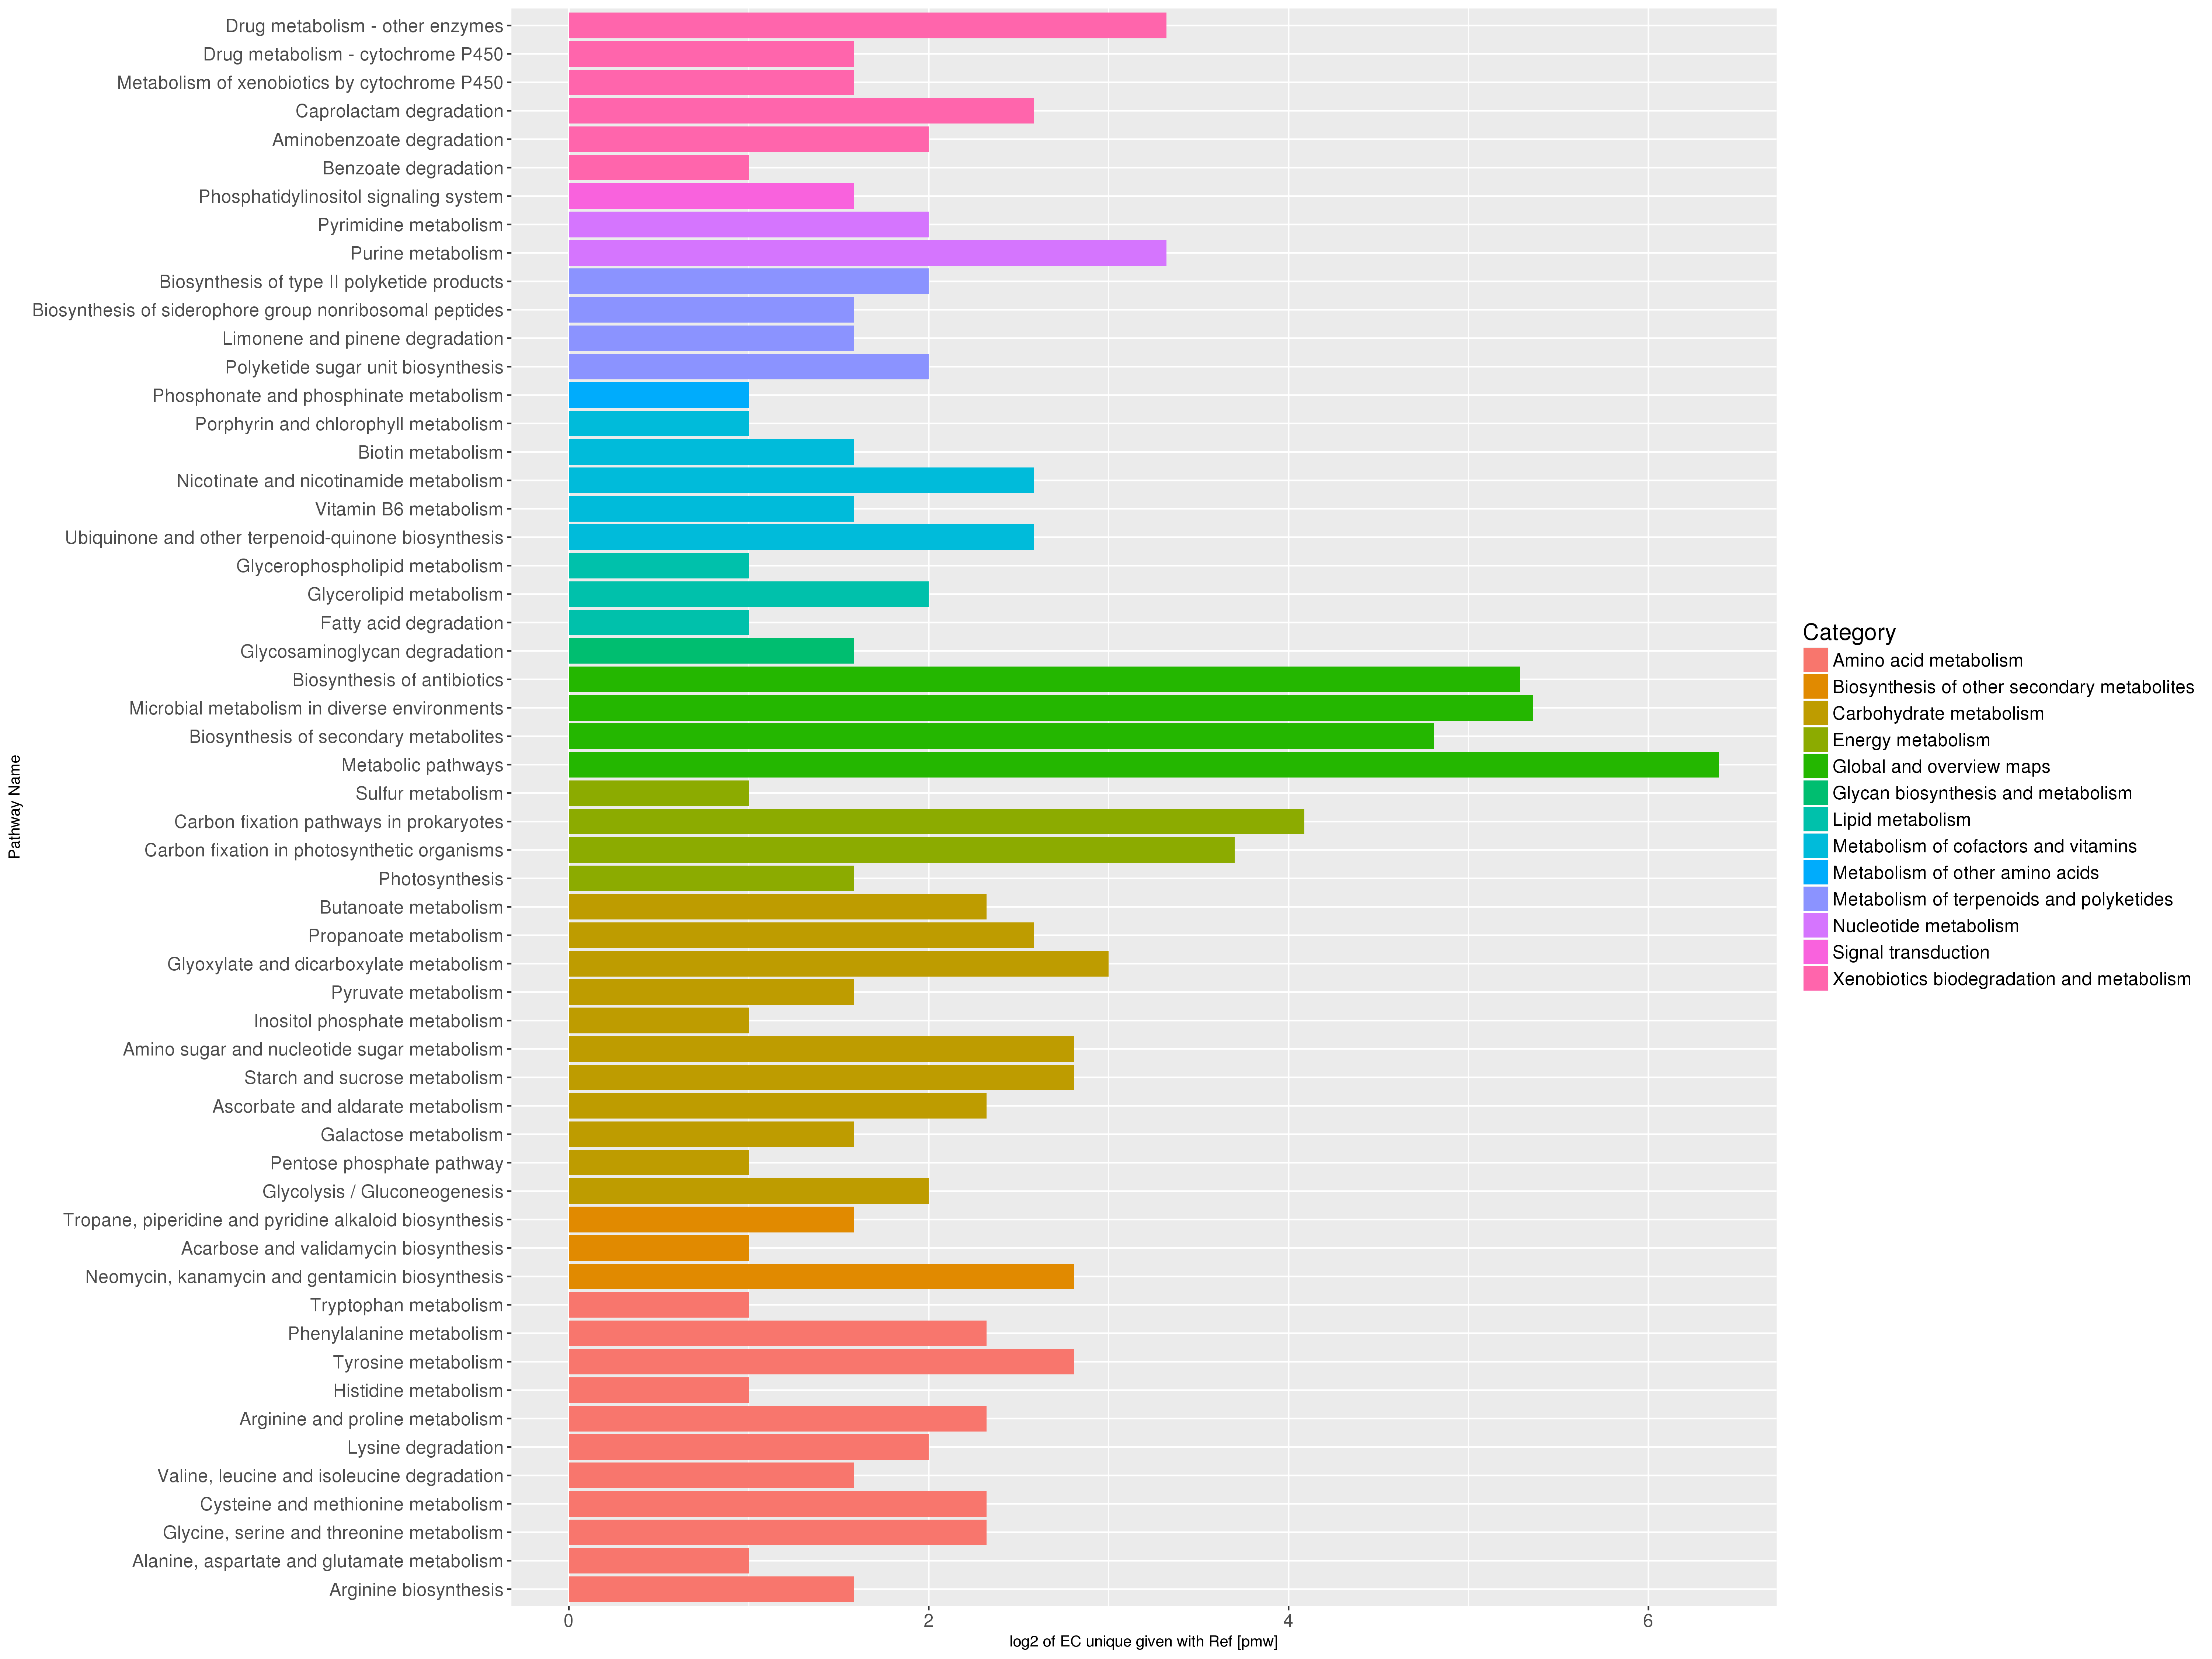 Drug metabolism - other enzymes
Drug metabolism - cytochrome P450
Metabolism of xenobiotics by cytochrome P450
Caprolactam degradation
Aminobenzoate degradation
Benzoate degradation
Phosphatidylinositol signaling system
Pyrimidine metabolism
Purine metabolism
Biosynthesis of type II polyketide products
Biosynthesis of siderophore group nonribosomal peptides
Limonene and pinene degradation
Polyketide sugar unit biosynthesis
Phosphonate and phosphinate metabolism
Porphyrin and chlorophyll metabolism
Biotin metabolism
Nicotinate and nicotinamide metabolism
Vitamin B6 metabolism
Ubiquinone and other terpenoid-quinone biosynthesis
Glycerophospholipid metabolism
Glycerolipid metabolism
Fatty acid degradation
Glycosaminoglycan degradation
Biosynthesis of antibiotics
Microbial metabolism in diverse environments
Biosynthesis of secondary metabolites
Metabolic pathways
Sulfur metabolism
Carbon fixation pathways in prokaryotes
Carbon fixation in photosynthetic organisms
Photosynthesis
Butanoate metabolism
Propanoate metabolism
Glyoxylate and dicarboxylate metabolism
Pyruvate metabolism
Inositol phosphate metabolism
Amino sugar and nucleotide sugar metabolism
Starch and sucrose metabolism
Ascorbate and aldarate metabolism
Galactose metabolism
Pentose phosphate pathway
Glycolysis / Gluconeogenesis
Tropane, piperidine and pyridine alkaloid biosynthesis
Acarbose and validamycin biosynthesis
Neomycin, kanamycin and gentamicin biosynthesis
Tryptophan metabolism
Phenylalanine metabolism
Tyrosine metabolism
Histidine metabolism
Arginine and proline metabolism
Lysine degradation
Valine, leucine and isoleucine degradation
Cysteine and methionine metabolism
Glycine, serine and threonine metabolism
Alanine, aspartate and glutamate metabolism
Arginine biosynthesis
Pathway Name
0 2 4 6
log2 of EC unique given with Ref [pmw]
Category
Amino acid metabolism
Biosynthesis of other secondary metabolites
Carbohydrate metabolism
Energy metabolism
Global and overview maps
Glycan biosynthesis and metabolism
Lipid metabolism
Metabolism of cofactors and vitamins
Metabolism of other amino acids
Metabolism of terpenoids and polyketides
Nucleotide metabolism
Signal transduction
Xenobiotics biodegradation and metabolism